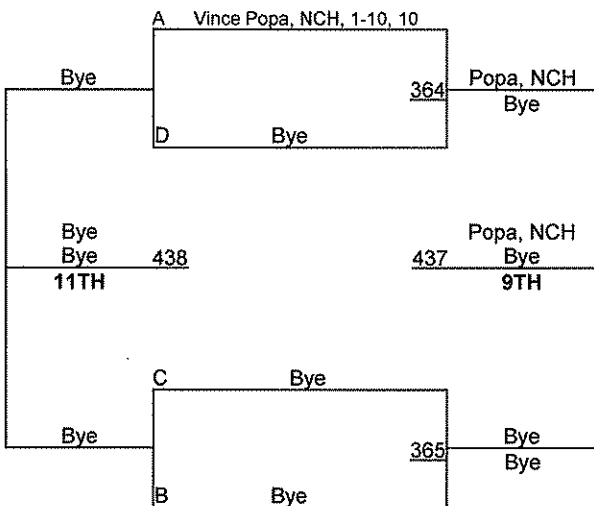 A Vince Popa, NCH, 1-10, 10
Bye
364
Popa, NCH
Bye
D Bye
Bye
Bye 438
11TH
Popa, NCH
437 Bye
9TH
C Bye
Bye
365
Bye
Bye
B Bye